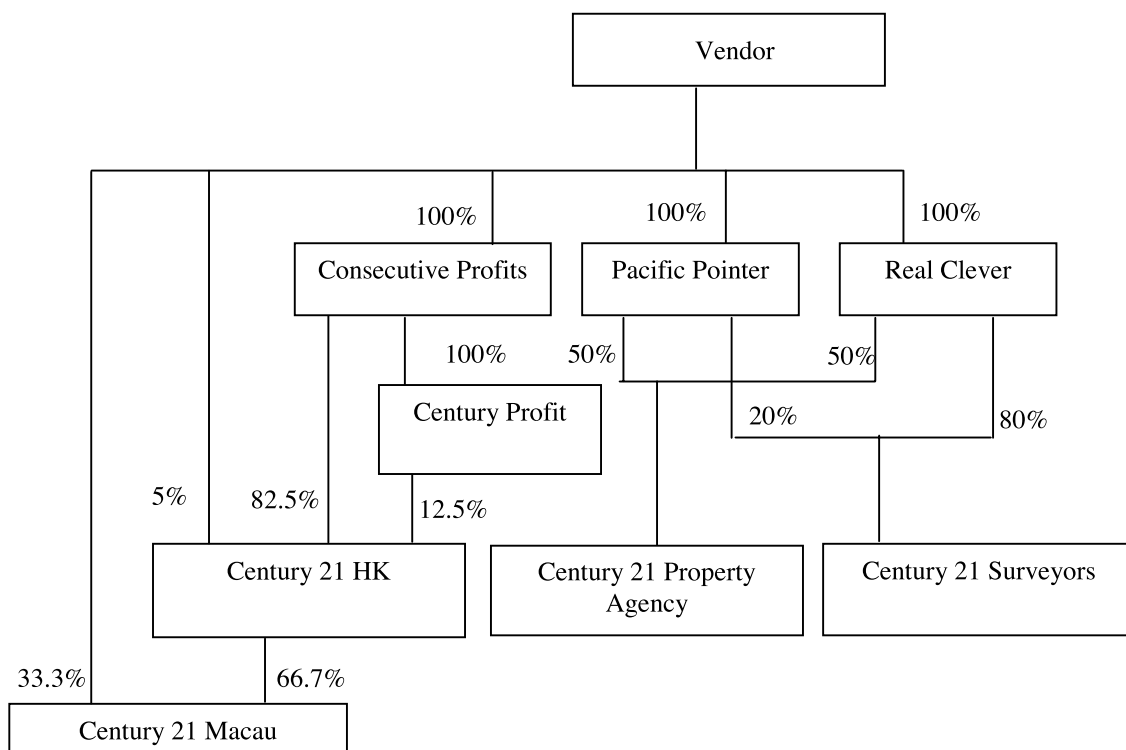 Vendor
100%
100%
100%
Consecutive Profits
Pacific Pointer
Real Clever
100%
50%
50%
Century Profit
20%
80%
5%
82.5%
12.5%
Century 21 HK
Century 21 Property
Agency
Century 21 Surveyors
33.3%
66.7%
Century 21 Macau